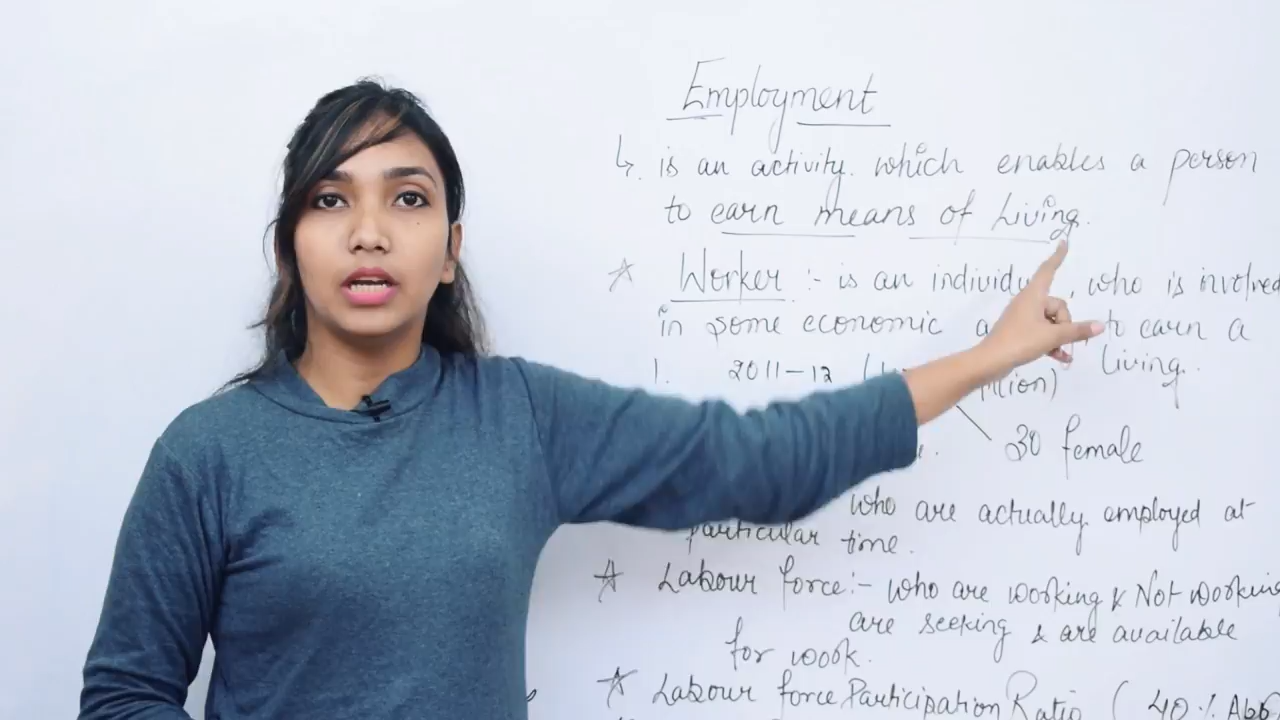 Employment
↳ is an activity. which enables a person
to earn means of Living.
☆ Worker :- is an , who is involved
in some economic to earn a
Living.
1. 2011-12
30 female
who are actually employed at
particular time.
☆ Labour force:- who are working & Not working
are seeking & are available
for work.
☆ Labour force Participation Ratio ( 40 %